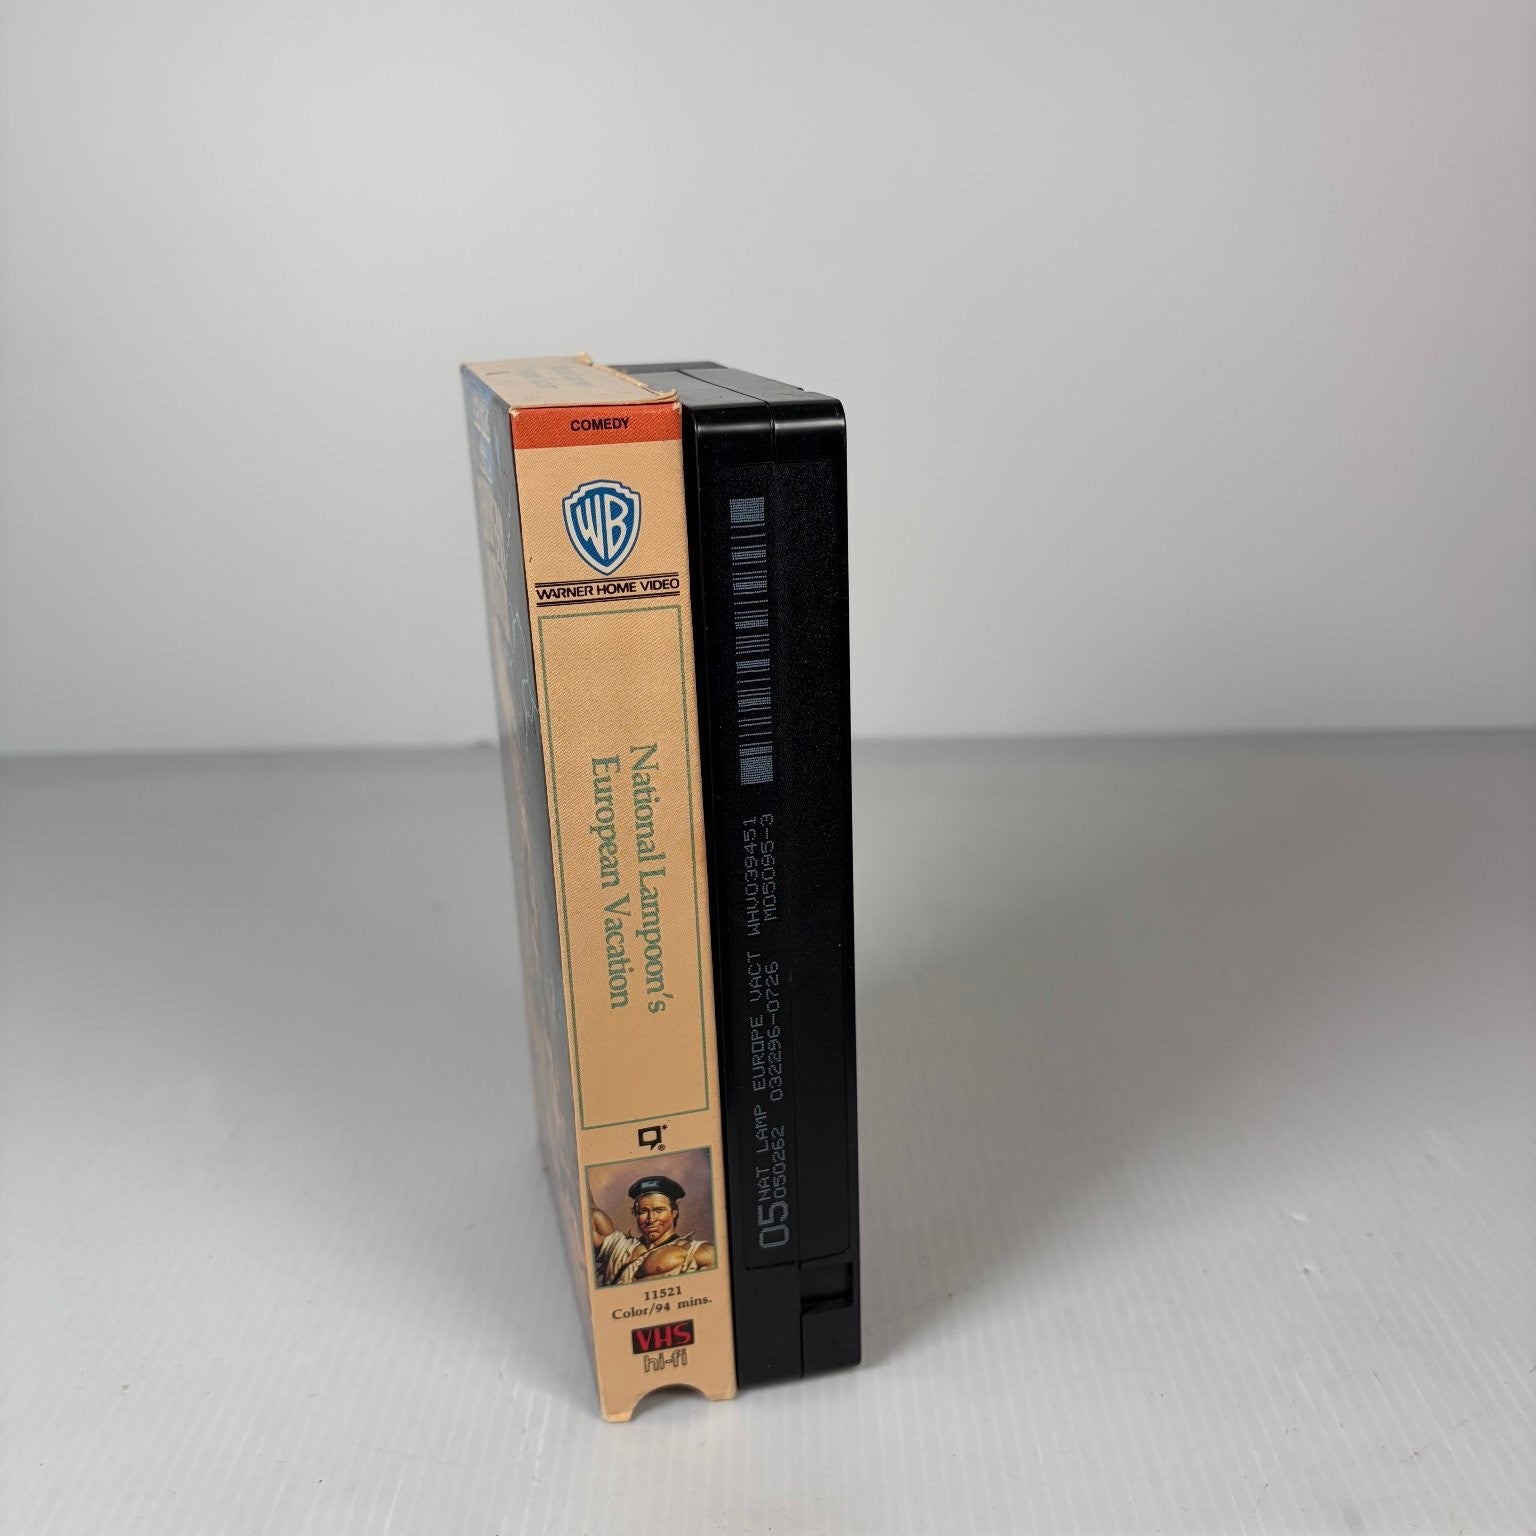 COMEDY
WB
WARNER HOME VIDEO
National Lampoon's
European Vacation
11521
Color/94 mins.
VHS
hi-fi
05
NAT LAMP EUROPE VACT WHV039451
050262 032296-0726 M05095-3